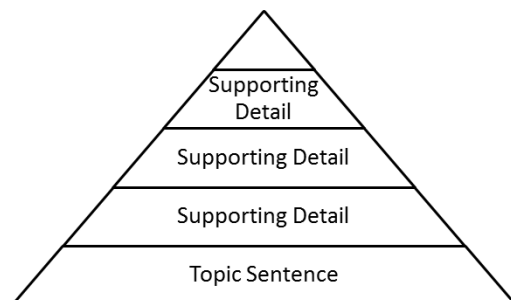 Supporting
Detail
Supporting Detail
Supporting Detail
Topic Sentence